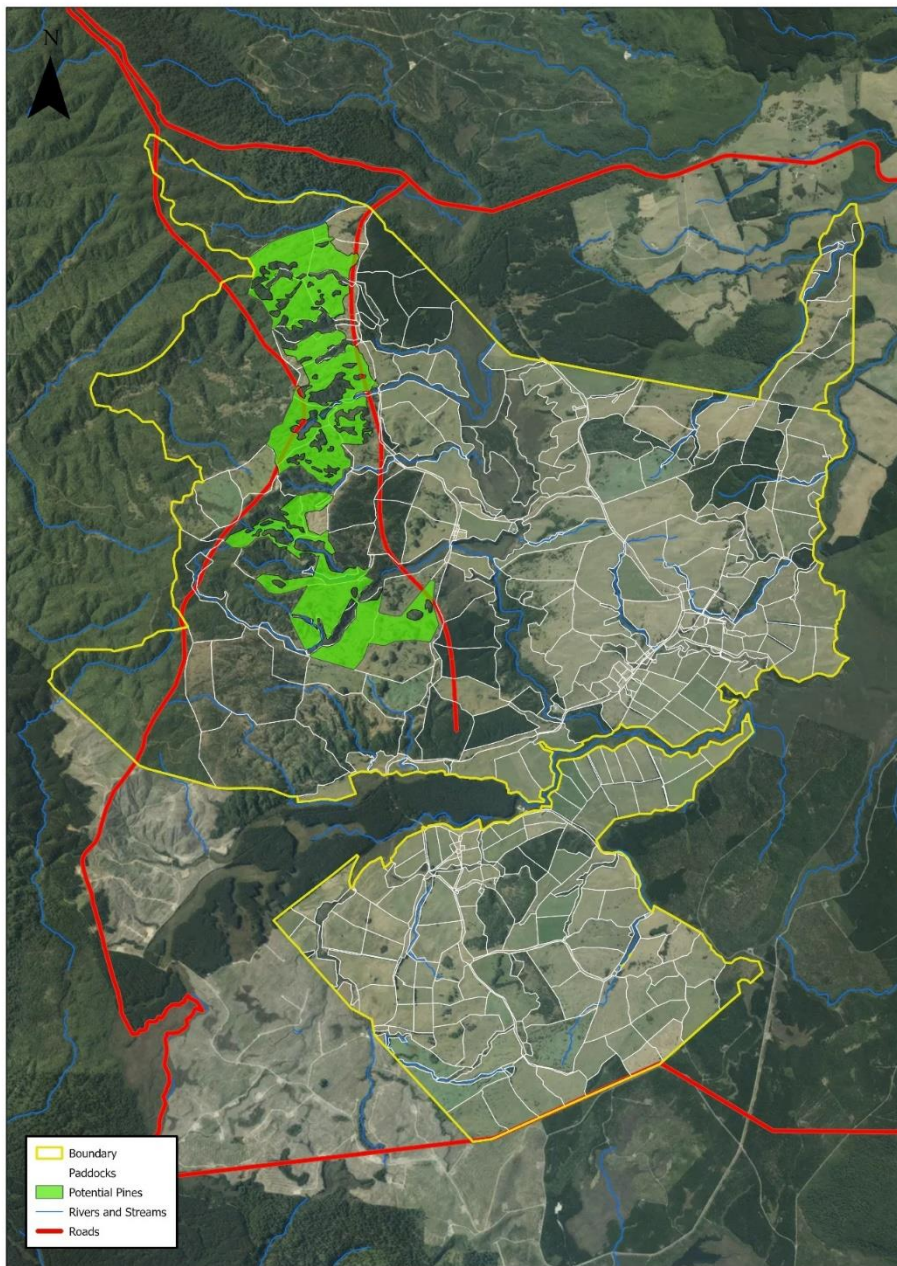 N
Boundary
Paddocks
Potential Pines
Rivers and Streams
Roads